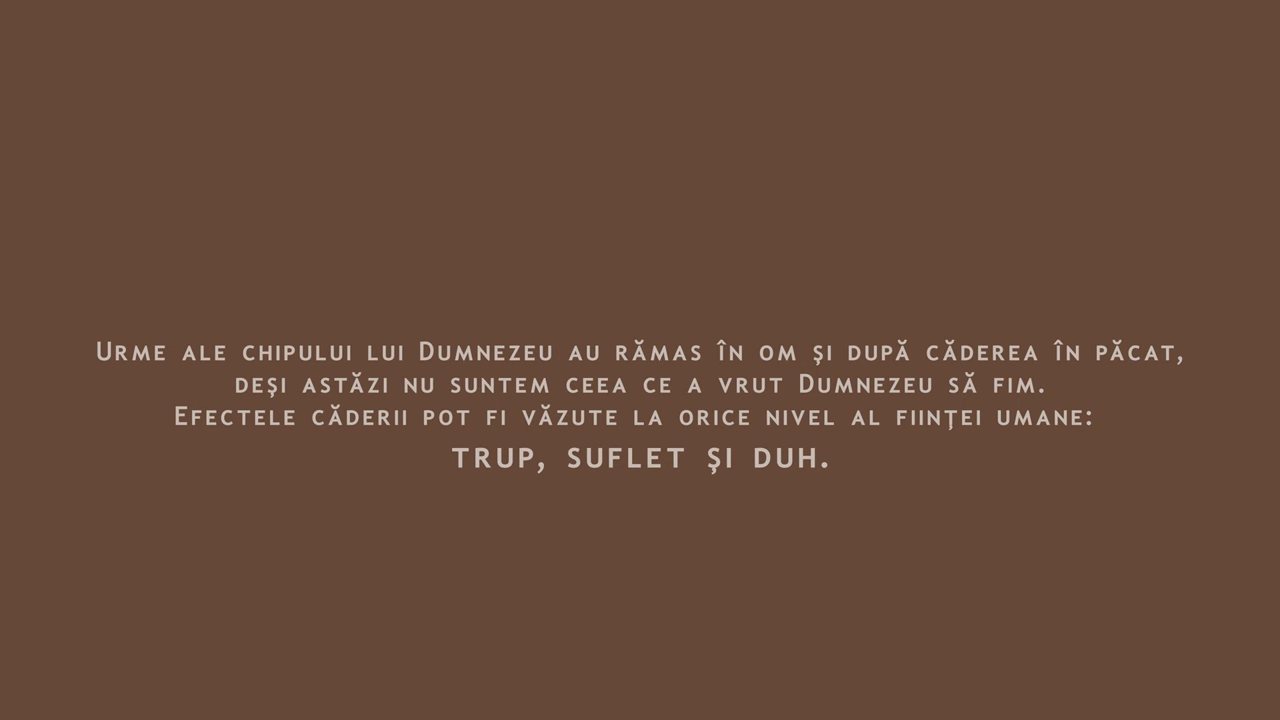 Urme ale chipului lui Dumnezeu au rămas în om și după căderea în păcat,
deși astăzi nu suntem ceea ce a vrut Dumnezeu să fim.
Efectele căderii pot fi văzute la orice nivel al ființei umane:
TRUP, SUFLET ȘI DUH.